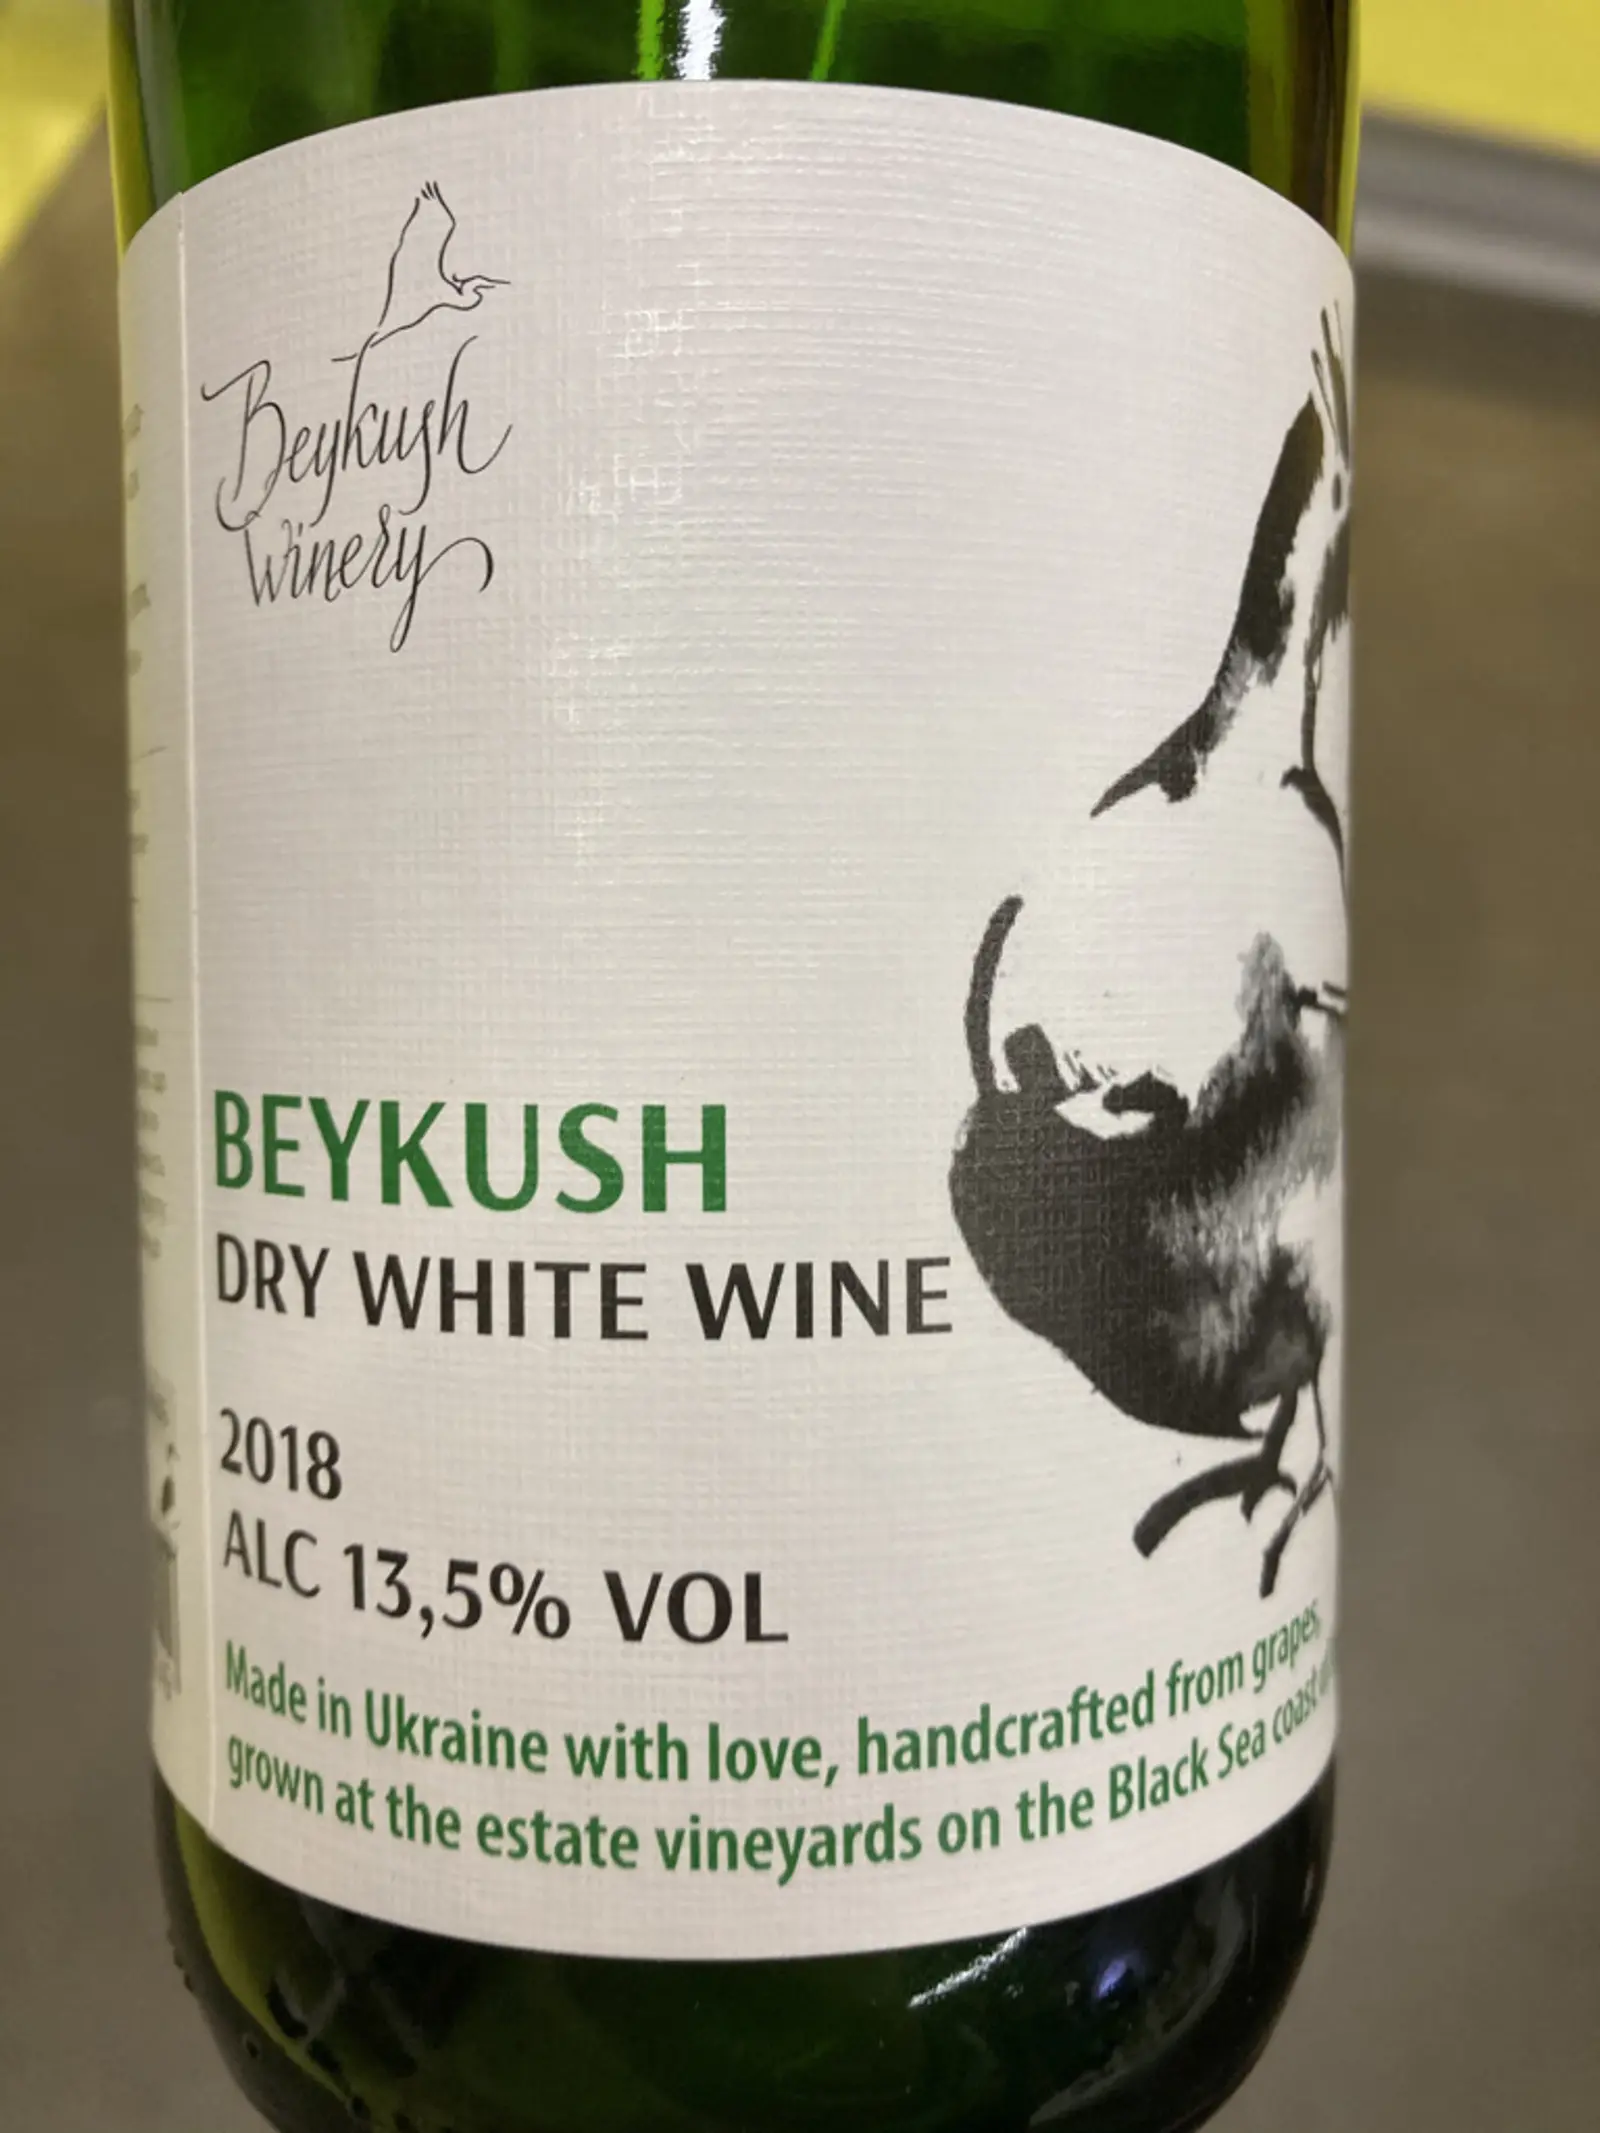 Beykush
Winery
BEYKUSH
DRY WHITE WINE
2018
ALC 13,5% VOL
Made in Ukraine with love, handcrafted from grapes,
grown at the estate vineyards on the Black Sea coast